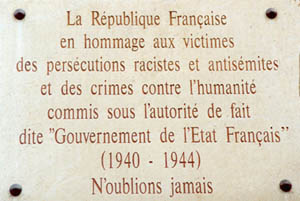 La République Française
en hommage aux victimes
des persécutions racistes et antisémites
et des crimes contre l'humanité
commis sous l'autorité de fait
dite "Gouvernement de l'Etat Français"
(1940 - 1944)
N'oublions jamais